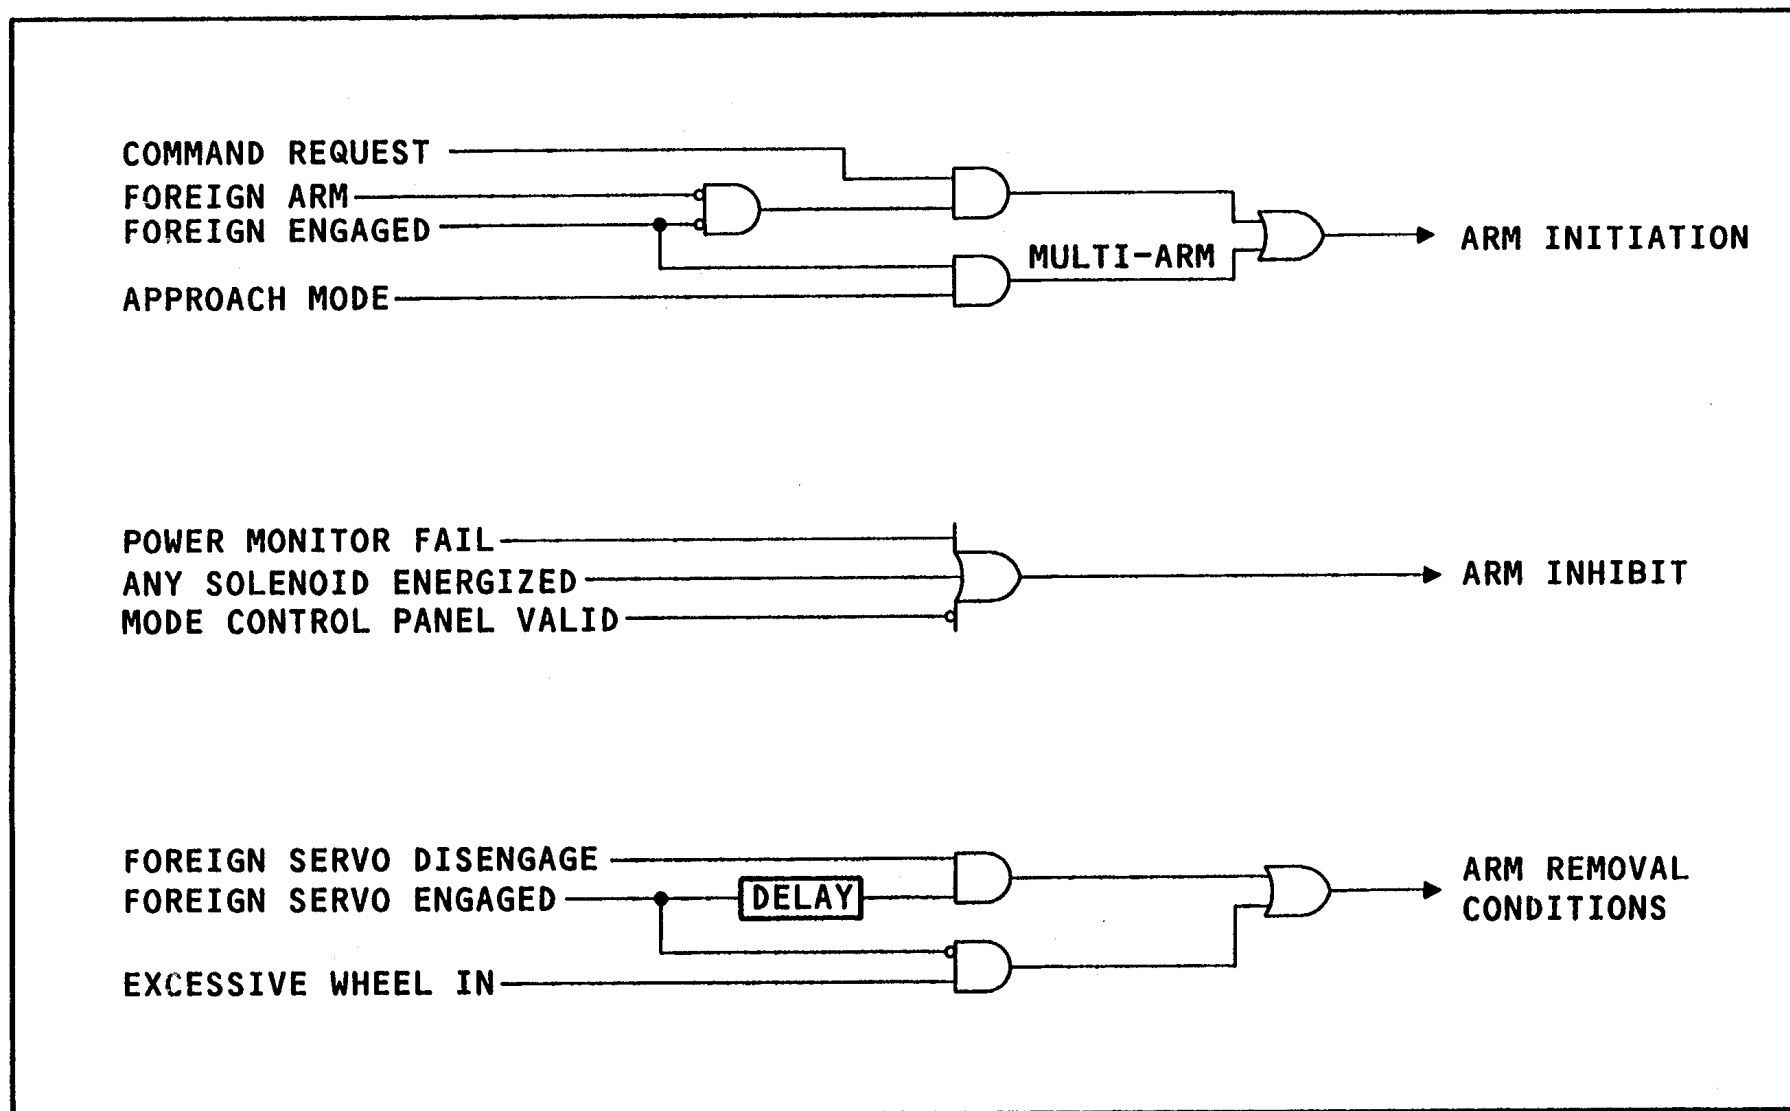 COMMAND REQUEST
FOREIGN ARM
FOREIGN ENGAGED
APPROACH MODE
MULTI-ARM
ARM INITIATION
POWER MONITOR FAIL
ANY SOLENOID ENERGIZED
MODE CONTROL PANEL VALID
ARM INHIBIT
FOREIGN SERVO DISENGAGE
FOREIGN SERVO ENGAGED
DELAY
EXCESSIVE WHEEL IN
ARM REMOVAL
CONDITIONS